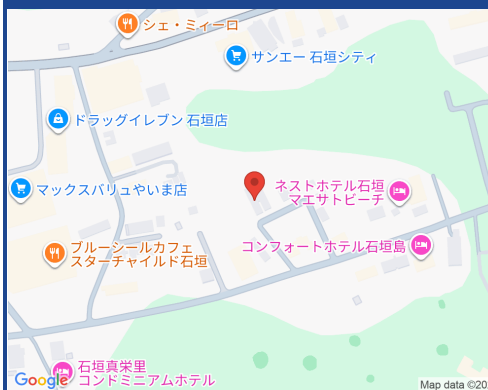 シェ・ミィーロ
サンエー 石垣シティ
ドラッグイレブン 石垣店
マックスバリュやいま店
ネストホテル石垣
マエサトビーチ
コンフォートホテル石垣島
ブルーシールカフェ
スターチャイルド石垣
石垣真栄里
コンドミニアムホテル
Google
Map data ©20